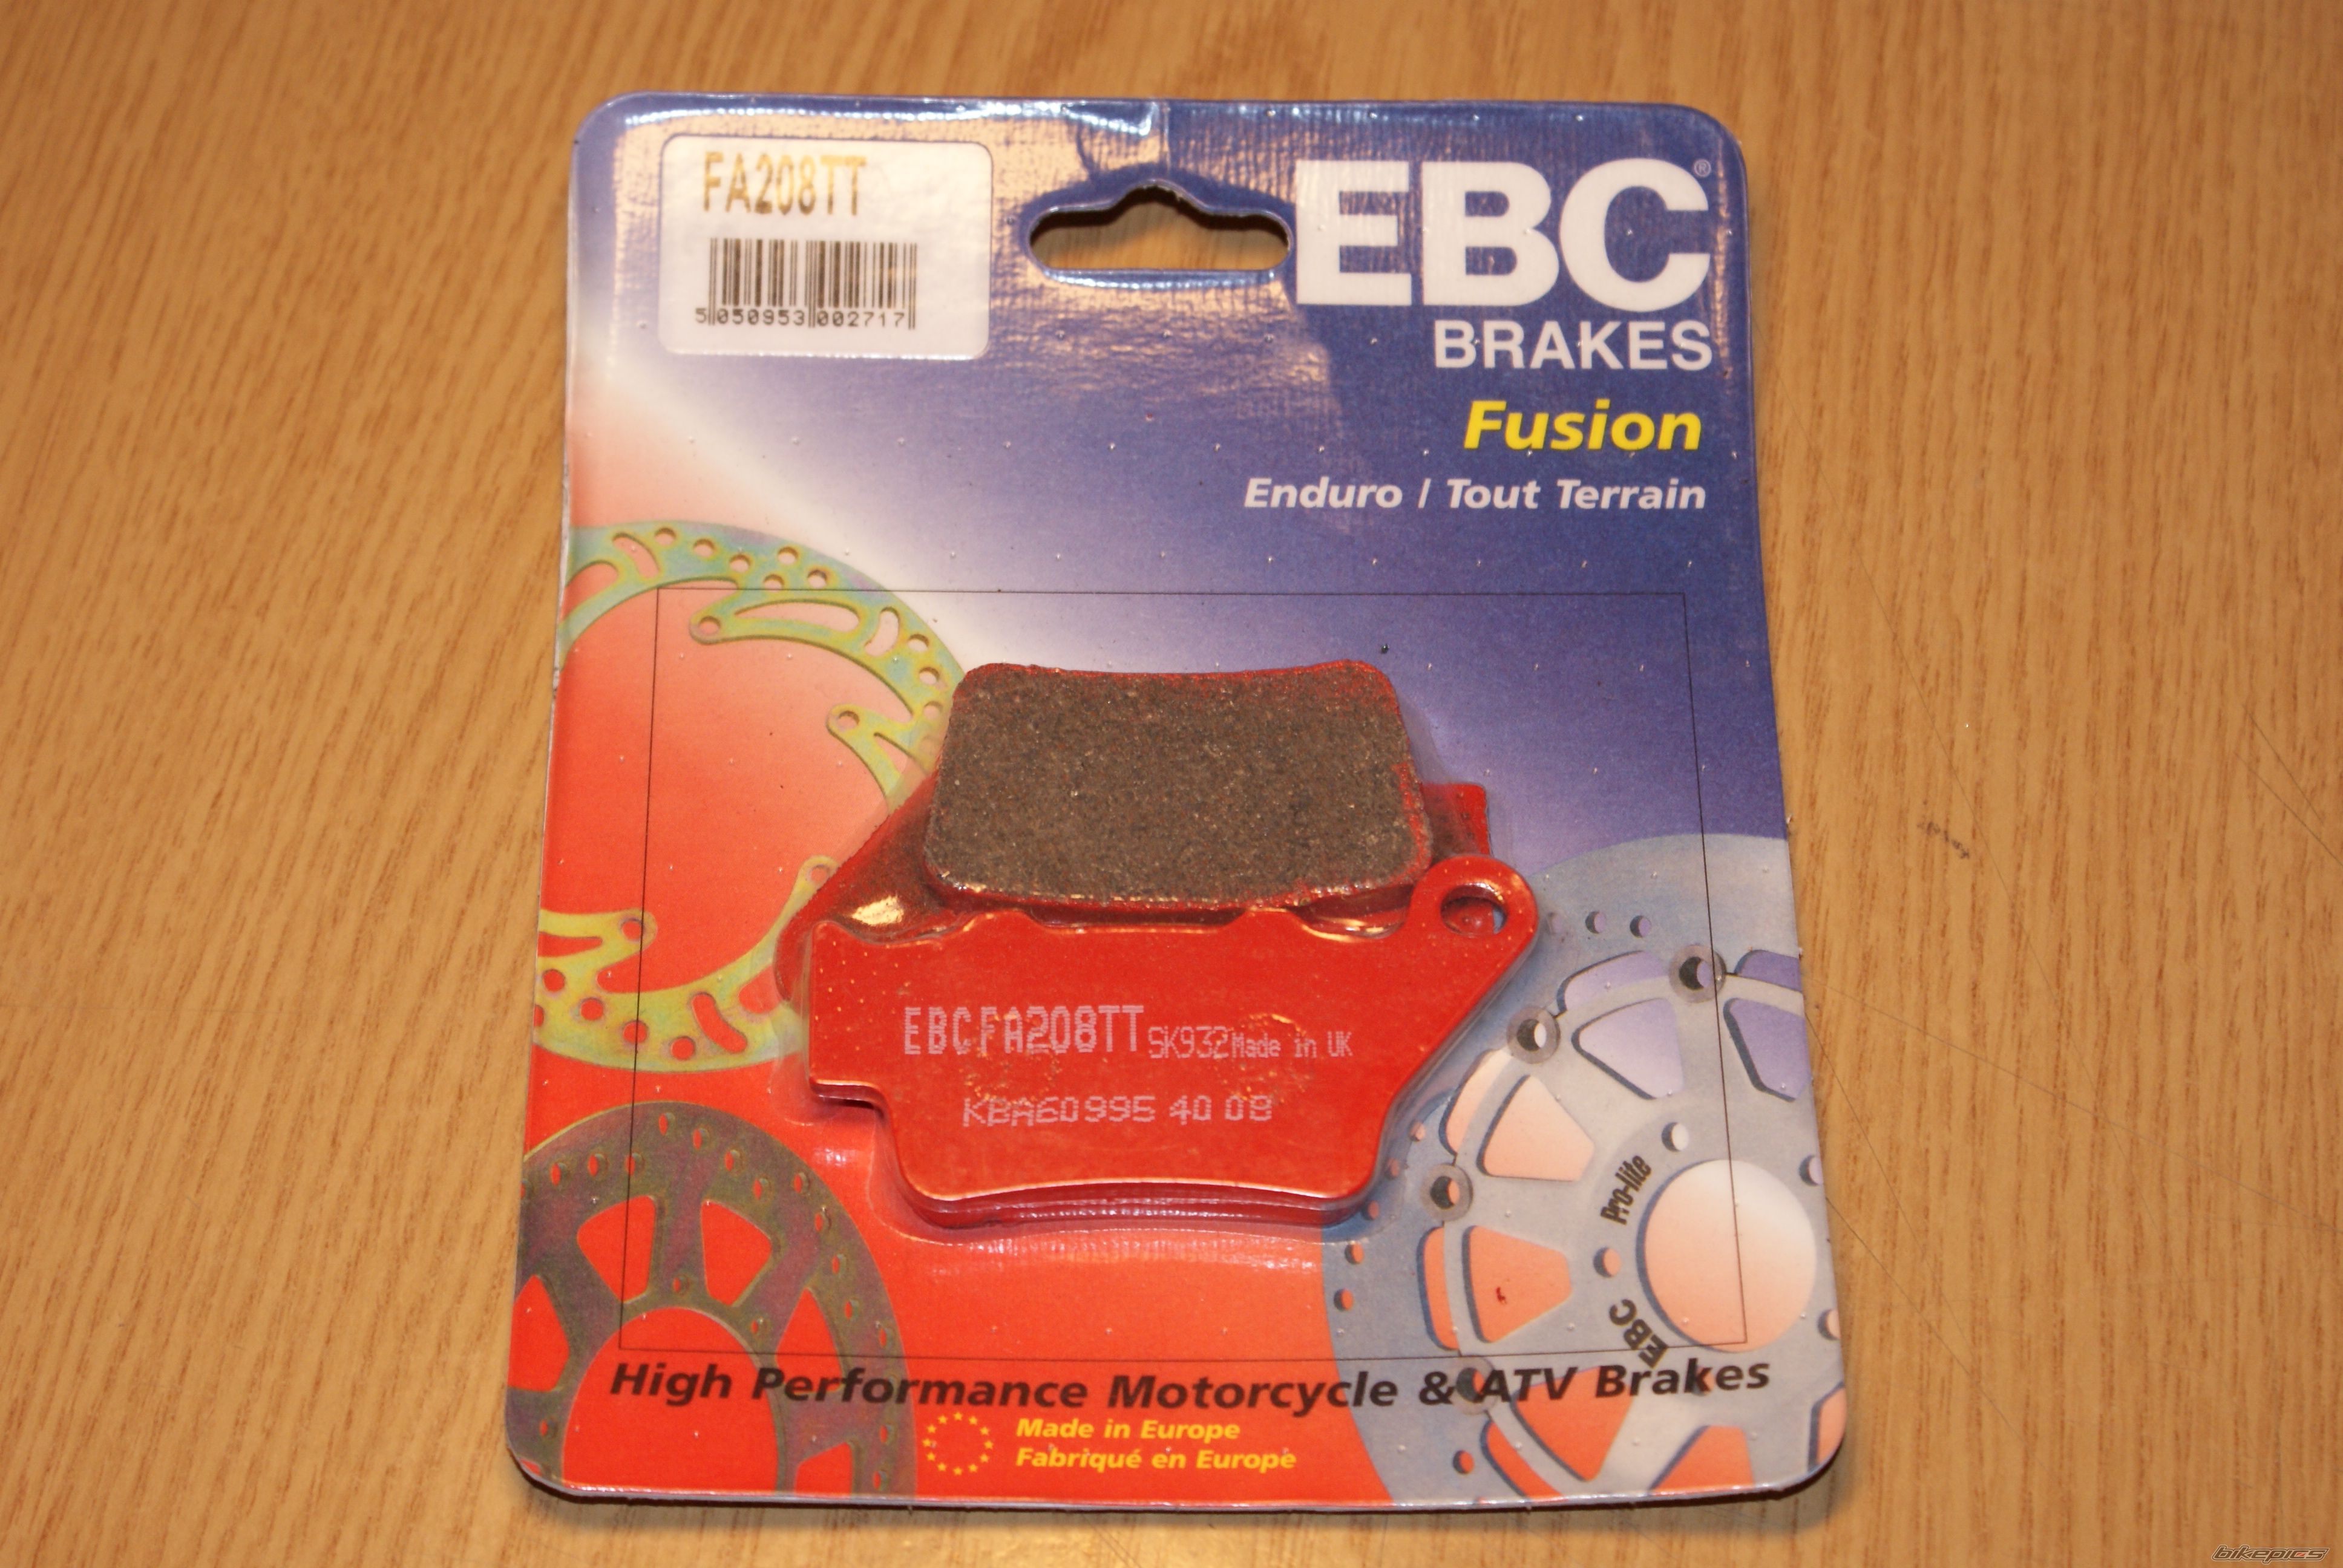 FA208TT
5 050953 002717
EBC®
BRAKES
Fusion
Enduro / Tout Terrain
EBC FA208TT SK932 Made in UK
KBA60995 40 08
Pro-lite
EBC
High Performance Motorcycle & ATV Brakes
Made in Europe
Fabriqué en Europe
bikepics